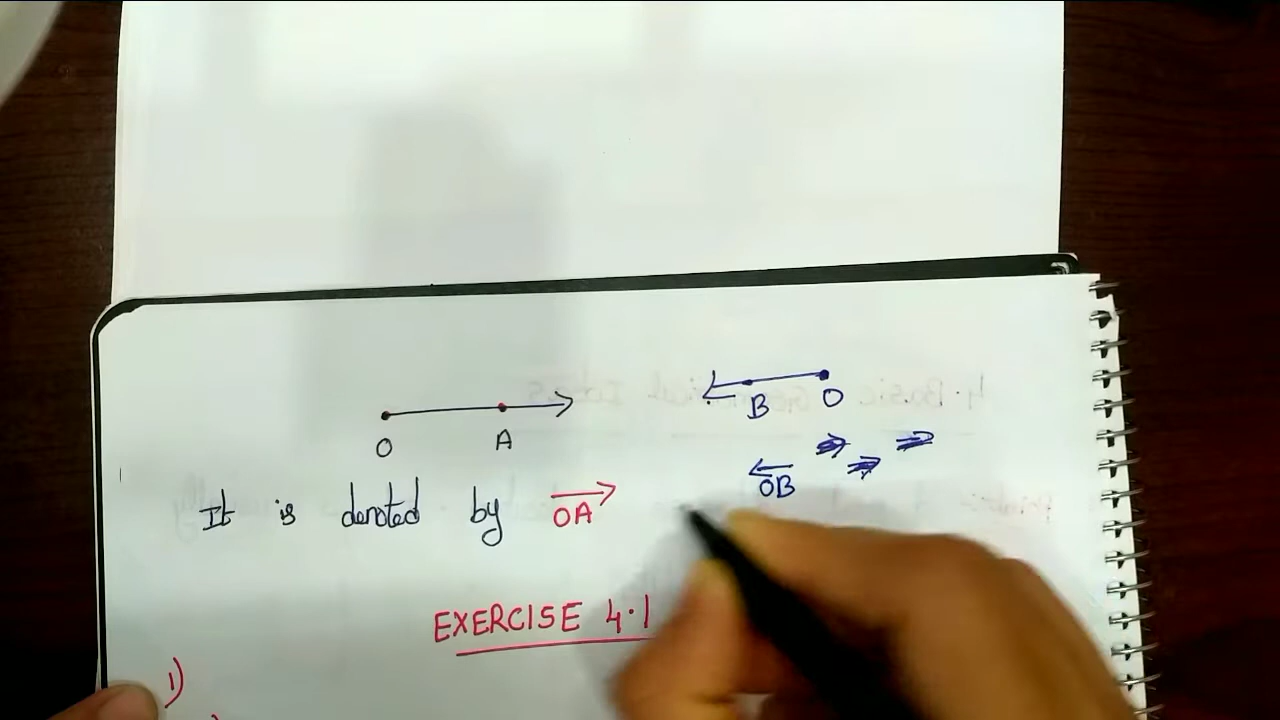 O A
B O
OB
It is denoted by OA
EXERCISE 4.1
1)